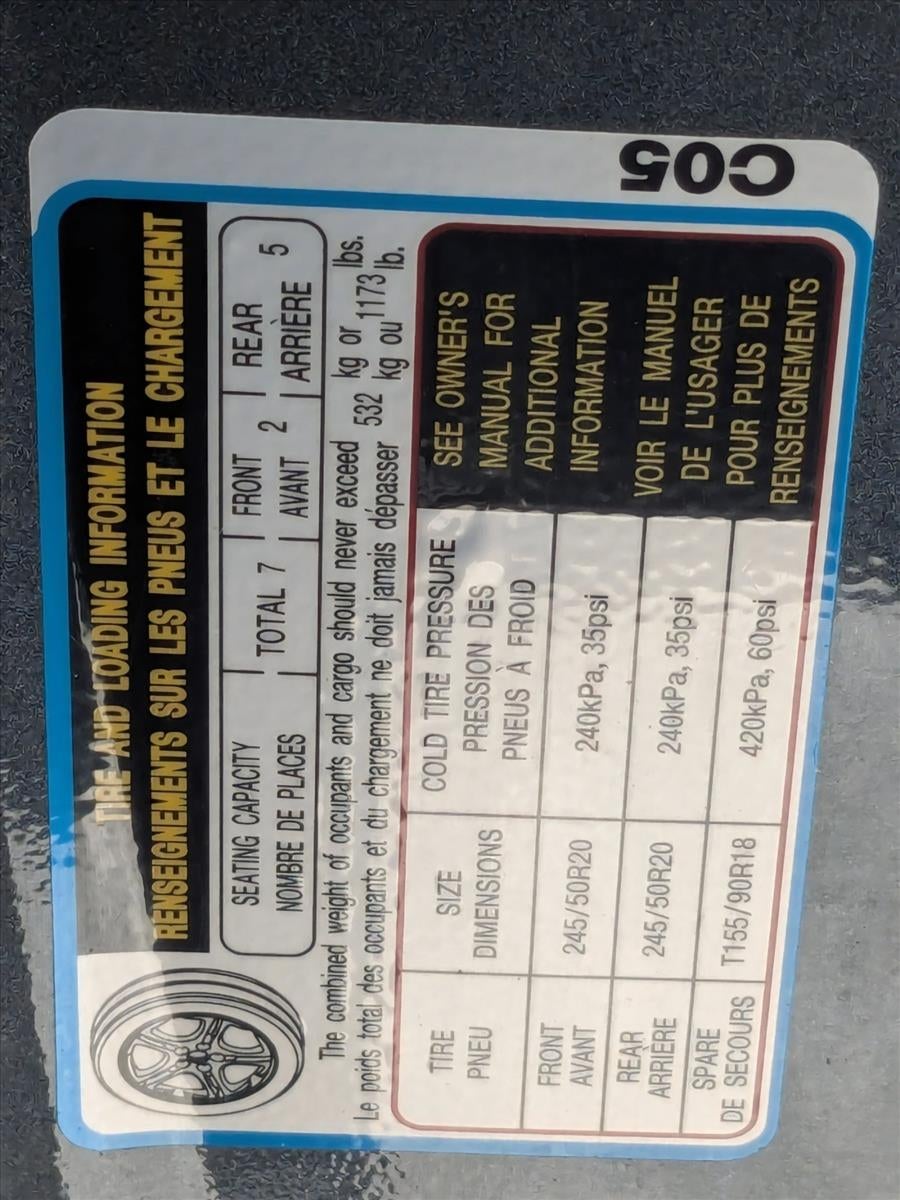 TIRE AND LOADING INFORMATION
RENSEIGNEMENTS SUR LES PNEUS ET LE CHARGEMENT
SEATING CAPACITY
NOMBRE DE PLACES
TOTAL 7
FRONT
AVANT
2
REAR
ARRIÈRE
5
The combined weight of occupants and cargo should never exceed 532 kg or 1173 lbs.
Le poids total des occupants et du chargement ne doit jamais dépasser kg ou lb.
TIRE
PNEU
SIZE
DIMENSIONS
COLD TIRE PRESSURE
PRESSION DES
PNEUS À FROID
FRONT
AVANT
245/50R20
240kPa, 35psi
REAR
ARRIÈRE
245/50R20
240kPa, 35psi
SPARE
DE SECOURS
T155/90R18
420kPa, 60psi
SEE OWNER'S
MANUAL FOR
ADDITIONAL
INFORMATION
VOIR LE MANUEL
DE L'USAGER
POUR PLUS DE
RENSEIGNEMENTS
C05